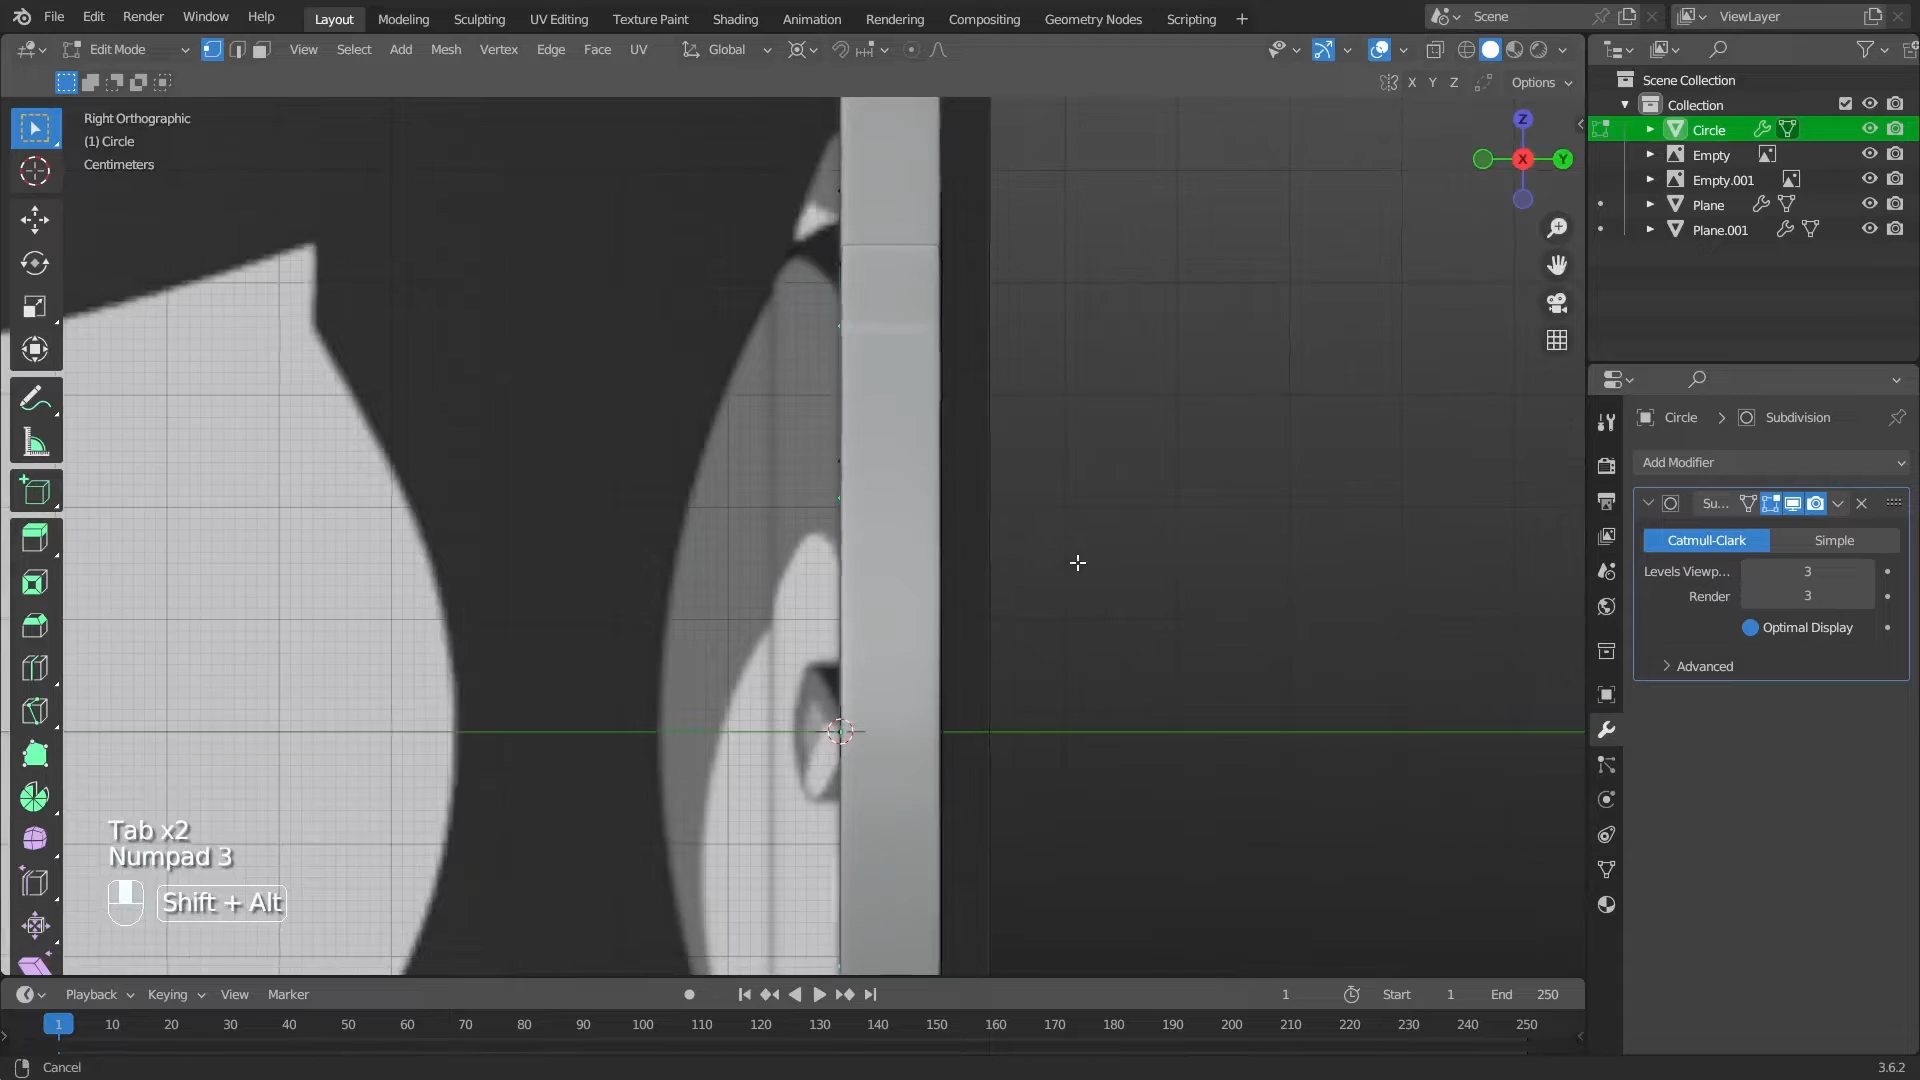 File Edit Render Window Help Layout Modeling Sculpting UV Editing Texture Paint Shading Animation Rendering Compositing Geometry Nodes Scripting + Scene ViewLayer
Edit Mode View Select Add Mesh Vertex Edge Face UV Global
X Y Z Options
Right Orthographic
(1) Circle
Centimeters
Z
X
Y
Scene Collection
Collection
Circle
Empty
Empty.001
Plane
Plane.001
Circle > Subdivision
Add Modifier
Su...
Catmull-Clark Simple
Levels Viewp... 3
Render 3
Optimal Display
Advanced
Tab x2
Numpad 3
Shift + Alt
Playback Keying View Marker 1 Start 1 End 250
1 10 20 30 40 50 60 70 80 90 100 110 120 130 140 150 160 170 180 190 200 210 220 230 240 250
Cancel 3.6.2